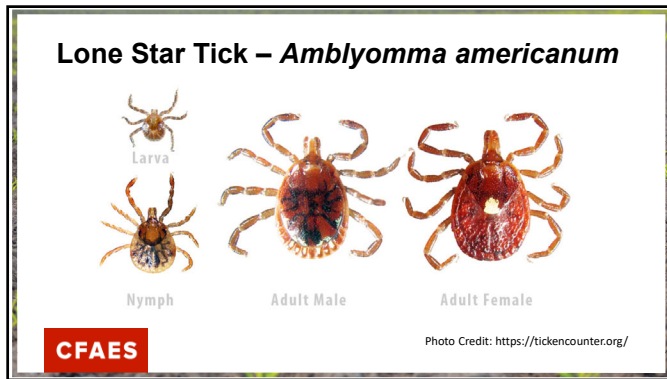 Lone Star Tick – Amblyomma americanum
Larva
Nymph
Adult Male
Adult Female
Photo Credit: https://tickencounter.org/
CFAES